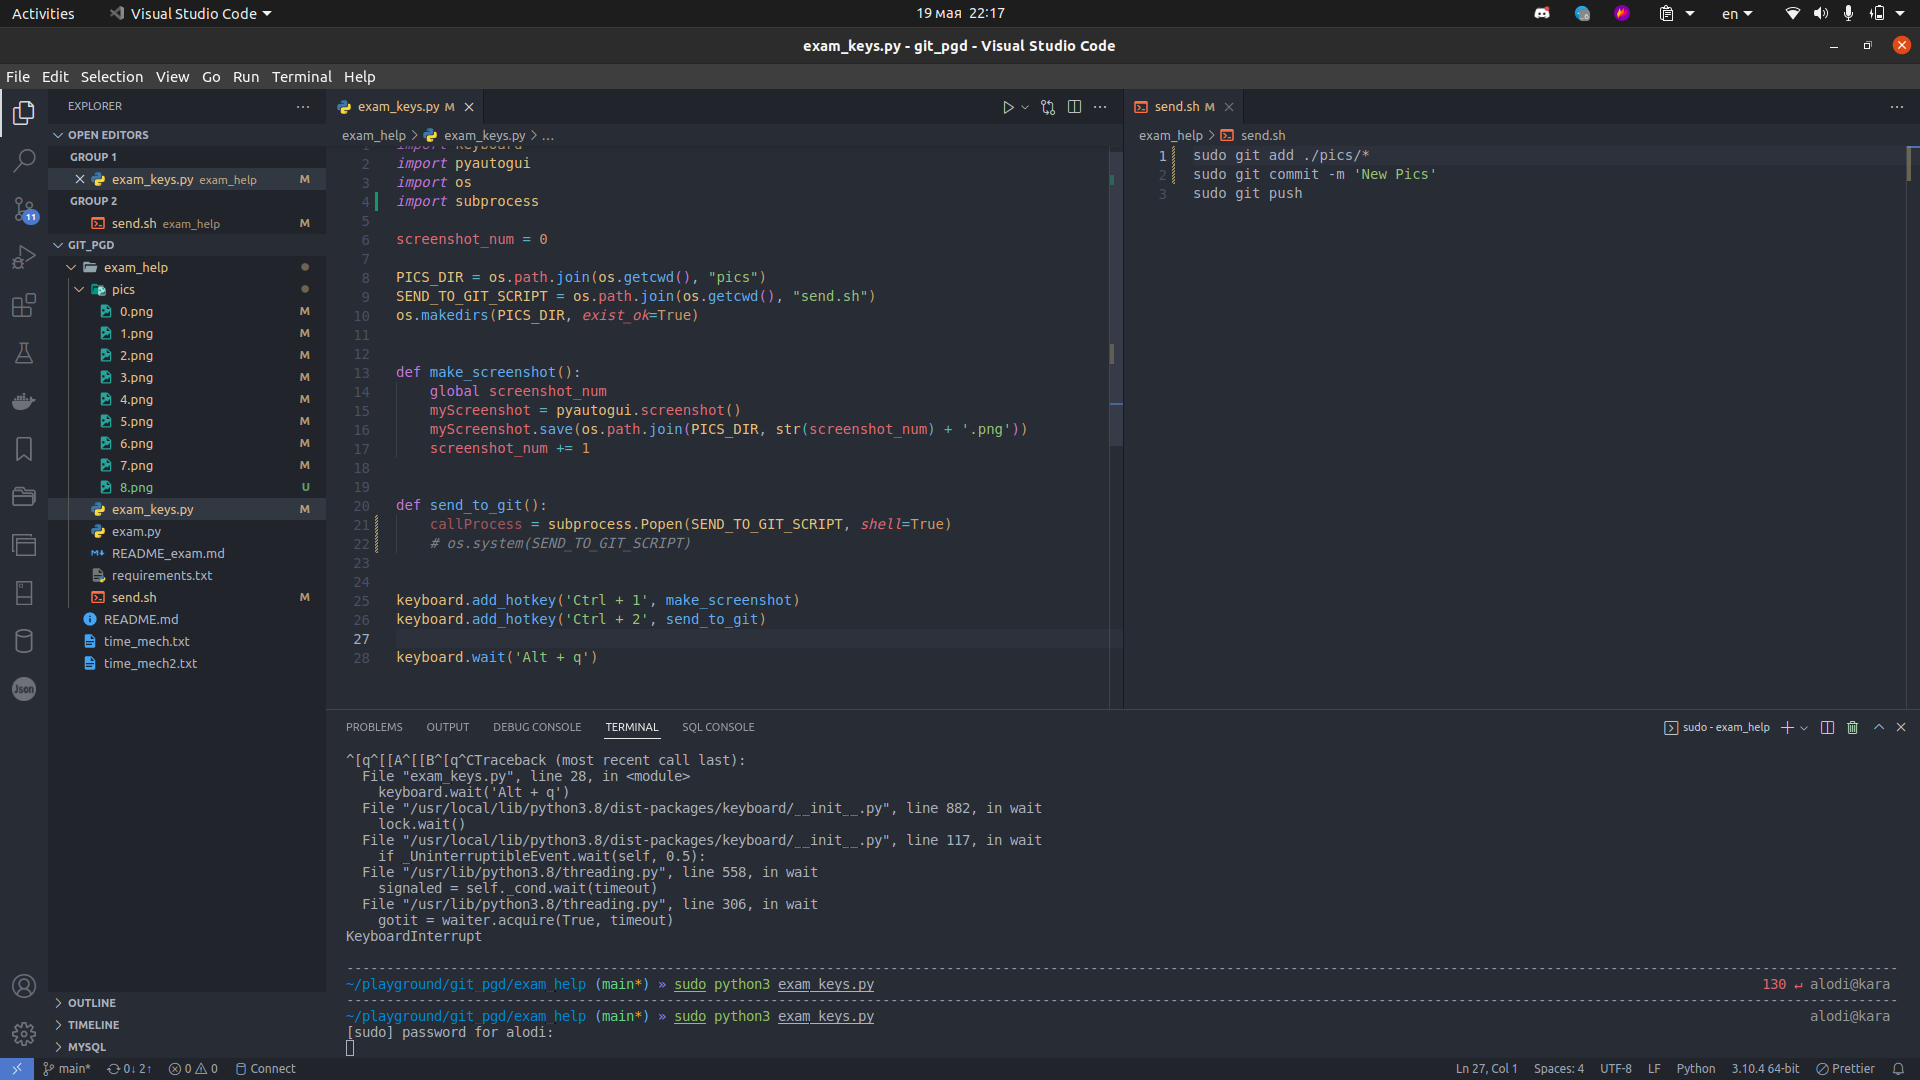 Activities
Visual Studio Code
19 мая 22:17
en
exam_keys.py - git_pgd - Visual Studio Code
File Edit Selection View Go Run Terminal Help
EXPLORER
OPEN EDITORS
GROUP 1
exam_keys.py exam_help M
GROUP 2
send.sh exam_help M
GIT_PGD
exam_help
pics
0.png M
1.png M
2.png M
3.png M
4.png M
5.png M
6.png M
7.png M
8.png U
exam_keys.py M
exam.py
README_exam.md
requirements.txt
send.sh M
README.md
time_mech.txt
time_mech2.txt
OUTLINE
TIMELINE
MYSQL
11
Json
exam_keys.py M
exam_help > exam_keys.py > ...
1 import keyboard
2 import pyautogui
3 import os
4 import subprocess
5
6 screenshot_num = 0
7
8 PICS_DIR = os.path.join(os.getcwd(), "pics")
9 SEND_TO_GIT_SCRIPT = os.path.join(os.getcwd(), "send.sh")
10 os.makedirs(PICS_DIR, exist_ok=True)
11
12
13 def make_screenshot():
14 global screenshot_num
15 myScreenshot = pyautogui.screenshot()
16 myScreenshot.save(os.path.join(PICS_DIR, str(screenshot_num) + '.png'))
17 screenshot_num += 1
18
19
20 def send_to_git():
21 callProcess = subprocess.Popen(SEND_TO_GIT_SCRIPT, shell=True)
22 # os.system(SEND_TO_GIT_SCRIPT)
23
24
25 keyboard.add_hotkey('Ctrl + 1', make_screenshot)
26 keyboard.add_hotkey('Ctrl + 2', send_to_git)
27
28 keyboard.wait('Alt + q')
send.sh M
exam_help > send.sh
1 sudo git add ./pics/*
2 sudo git commit -m 'New Pics'
3 sudo git push
PROBLEMS OUTPUT DEBUG CONSOLE TERMINAL SQL CONSOLE
sudo - exam_help
^[q^[[A^[[B^[q^CTraceback (most recent call last):
File "exam_keys.py", line 28, in <module>
keyboard.wait('Alt + q')
File "/usr/local/lib/python3.8/dist-packages/keyboard/__init__.py", line 882, in wait
lock.wait()
File "/usr/local/lib/python3.8/dist-packages/keyboard/__init__.py", line 117, in wait
if _UninterruptibleEvent.wait(self, 0.5):
File "/usr/lib/python3.8/threading.py", line 558, in wait
signaled = self._cond.wait(timeout)
File "/usr/lib/python3.8/threading.py", line 306, in wait
gotit = waiter.acquire(True, timeout)
KeyboardInterrupt
~/playground/git_pgd/exam_help (main*) » sudo python3 exam_keys.py 130 ↵ alodi@kara
~/playground/git_pgd/exam_help (main*) » sudo python3 exam_keys.py alodi@kara
[sudo] password for alodi:
main* 0↓ 2↑ 0 0 Connect
Ln 27, Col 1 Spaces: 4 UTF-8 LF Python 3.10.4 64-bit Prettier